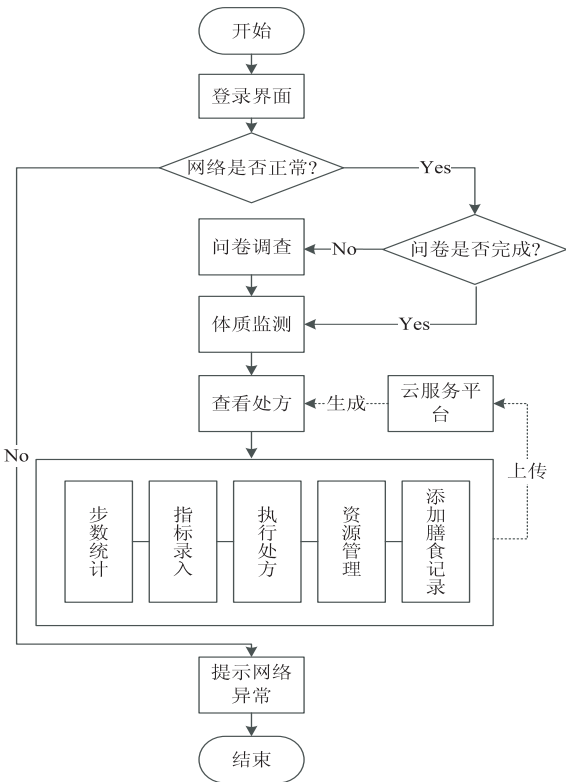 开始
登录界面
网络是否正常?
Yes
问卷调查
No
问卷是否完成?
体质监测
Yes
查看处方
生成
云服务平
台
No
上传
步数统计
指标录入
执行处方
资源管理
添加膳食记录
提示网络
异常
结束